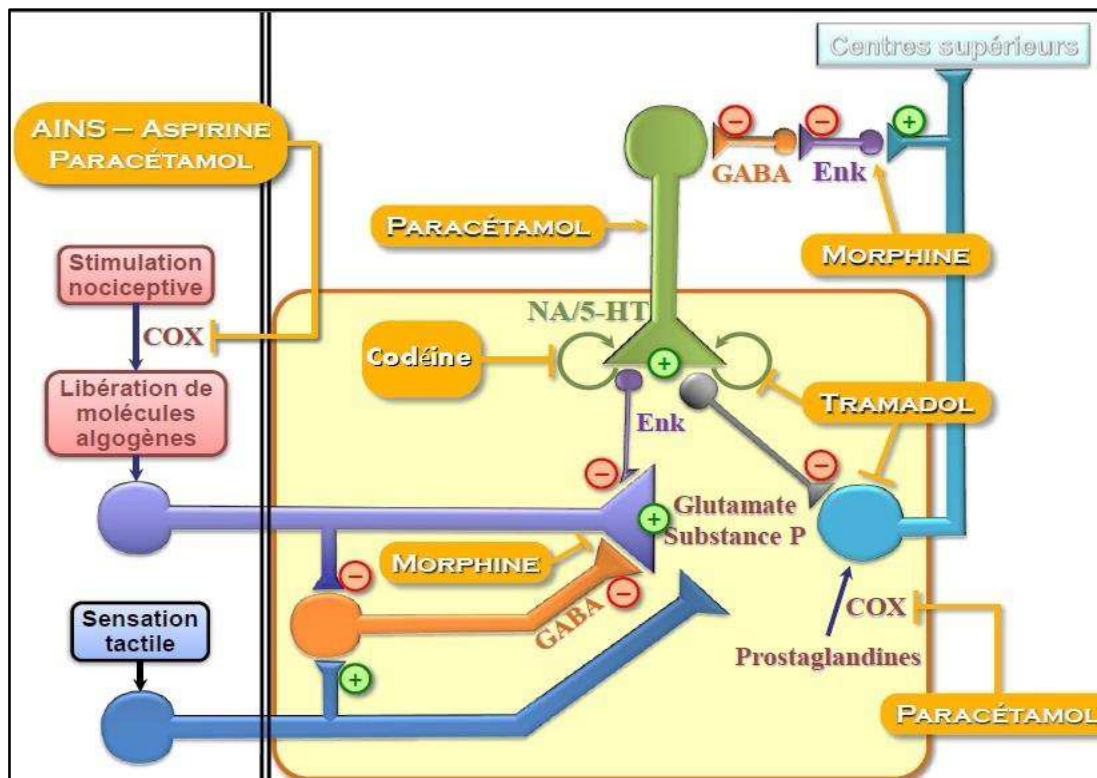 Centres supérieurs
AINS – ASPIRINE
PARACÉTAMOL
GABA
Enk
PARACÉTAMOL
MORPHINE
Stimulation
nociceptive
COX
NA/5-HT
Codéine
Libération de
molécules
algogènes
TRAMADOL
Enk
Glutamate
Substance P
MORPHINE
GABA
COX
Sensation
tactile
Prostaglandines
PARACÉTAMOL